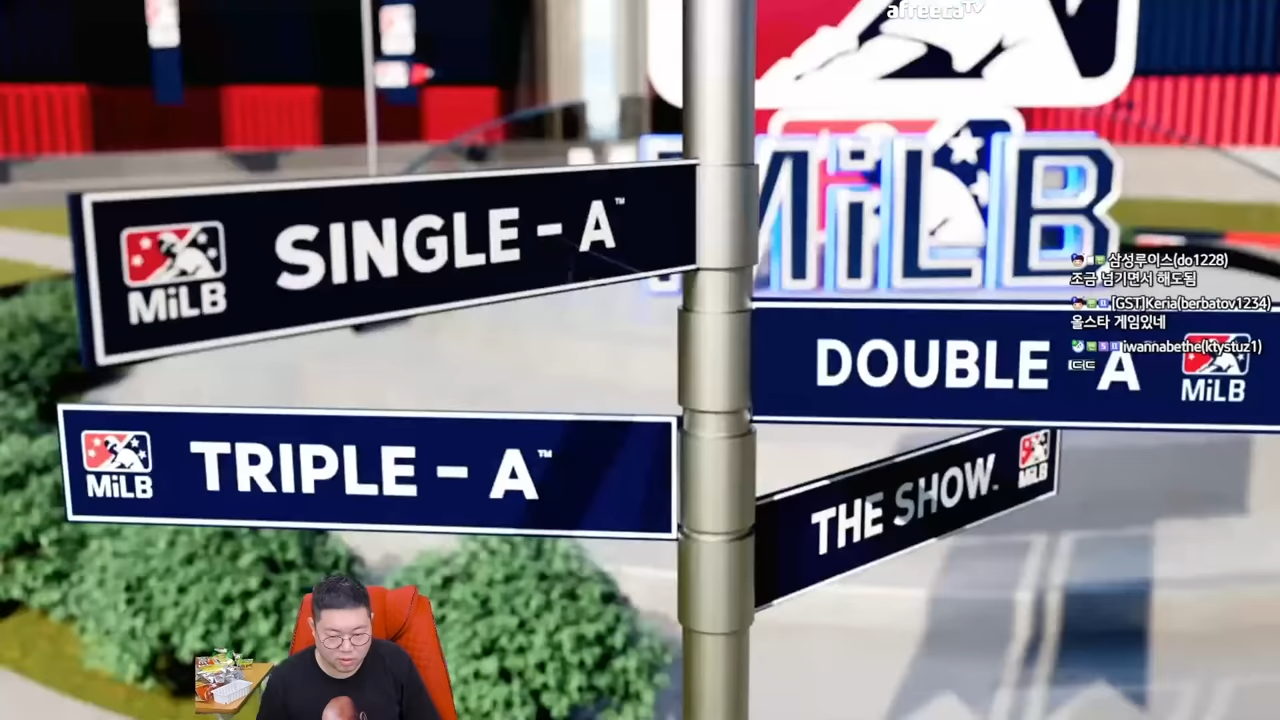 afreecaTV
MiLB
SINGLE - A™
MiLB
삼성루이스(do1228)
조금 넘기면서 해도됨
[GST]Keria(berbatov1234)
올스타 게임있네
iwannabethe(ktystuz1)
ㄷㄷ
DOUBLE A
MiLB
TRIPLE - A™
MiLB
THE SHOW™
MiLB